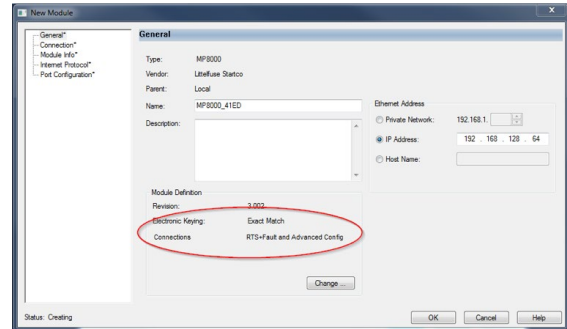 New Module
General*
Connection*
Module Info*
Internet Protocol*
Port Configuration*
General
Type: MP8000
Vendor: Littelfuse Startco
Parent: Local
Name: MP8000_41ED
Description:
Ethernet Address
Private Network: 192.168.1.
IP Address: 192 . 168 . 128 . 64
Host Name:
Module Definition
Revision: 3.002
Electronic Keying: Exact Match
Connections RTS+Fault and Advanced Config
Change ...
Status: Creating
OK Cancel Help